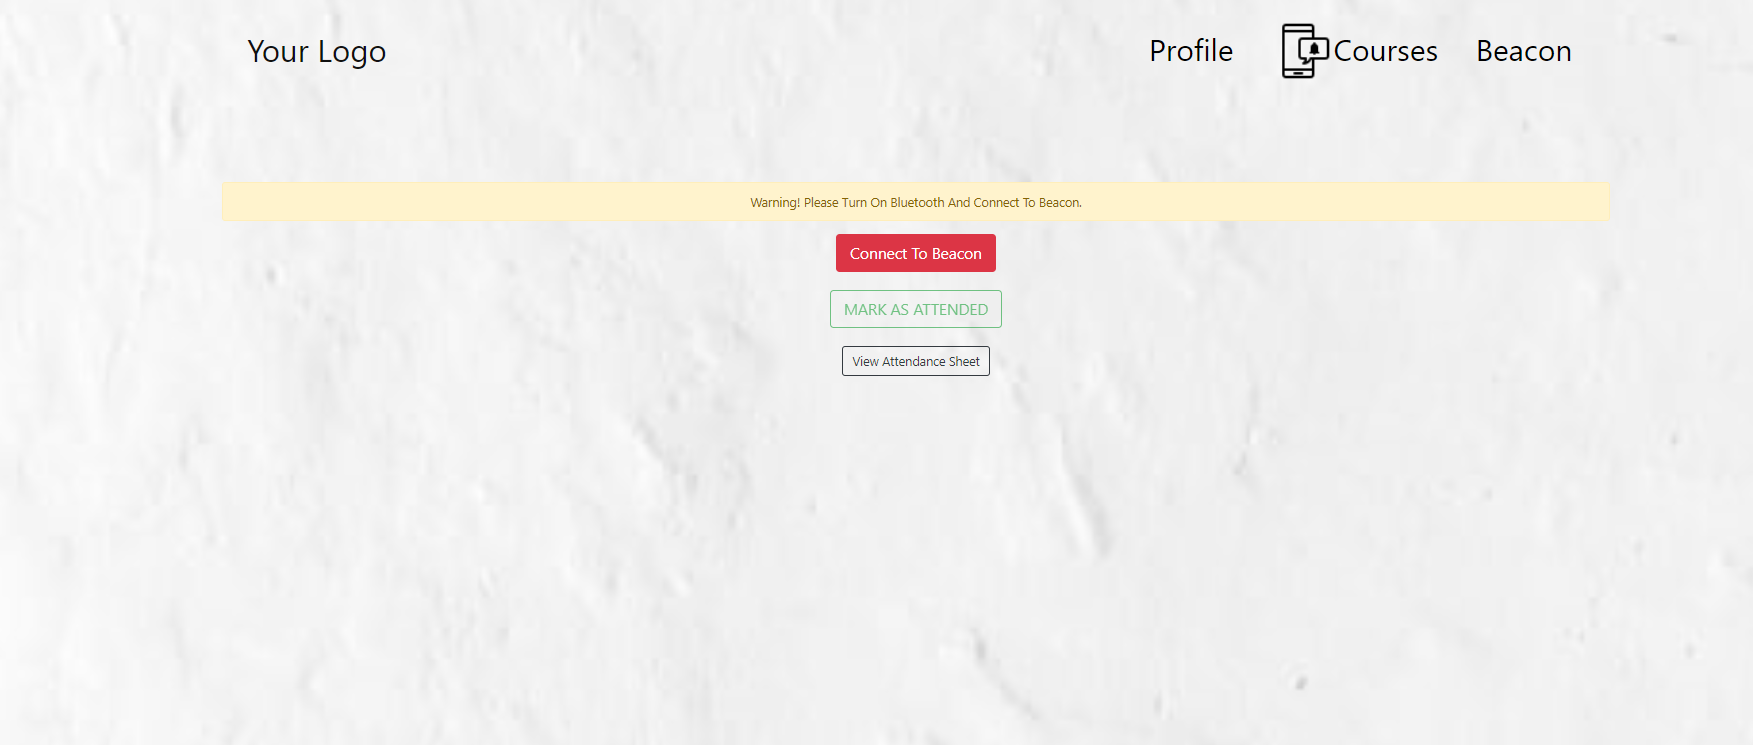 Your Logo
Profile
Courses
Beacon
Warning! Please Turn On Bluetooth And Connect To Beacon.
Connect To Beacon
MARK AS ATTENDED
View Attendance Sheet